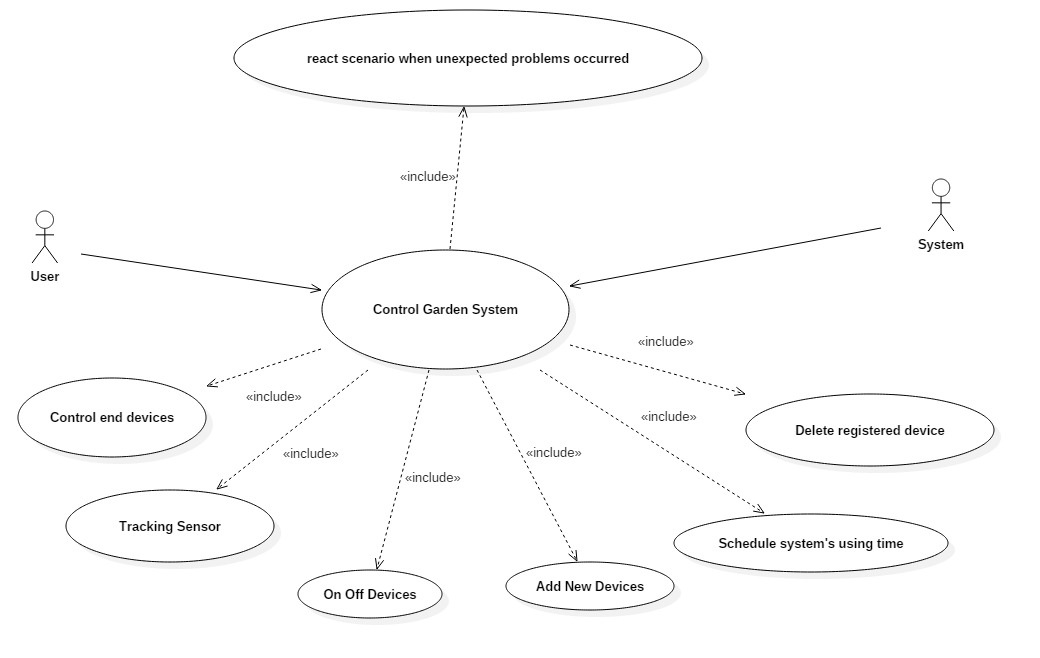 react scenario when unexpected problems occurred
«include»
User
System
Control Garden System
«include»
«include»
«include»
«include»
«include»
«include»
Control end devices
Delete registered device
Tracking Sensor
Schedule system's using time
On Off Devices
Add New Devices